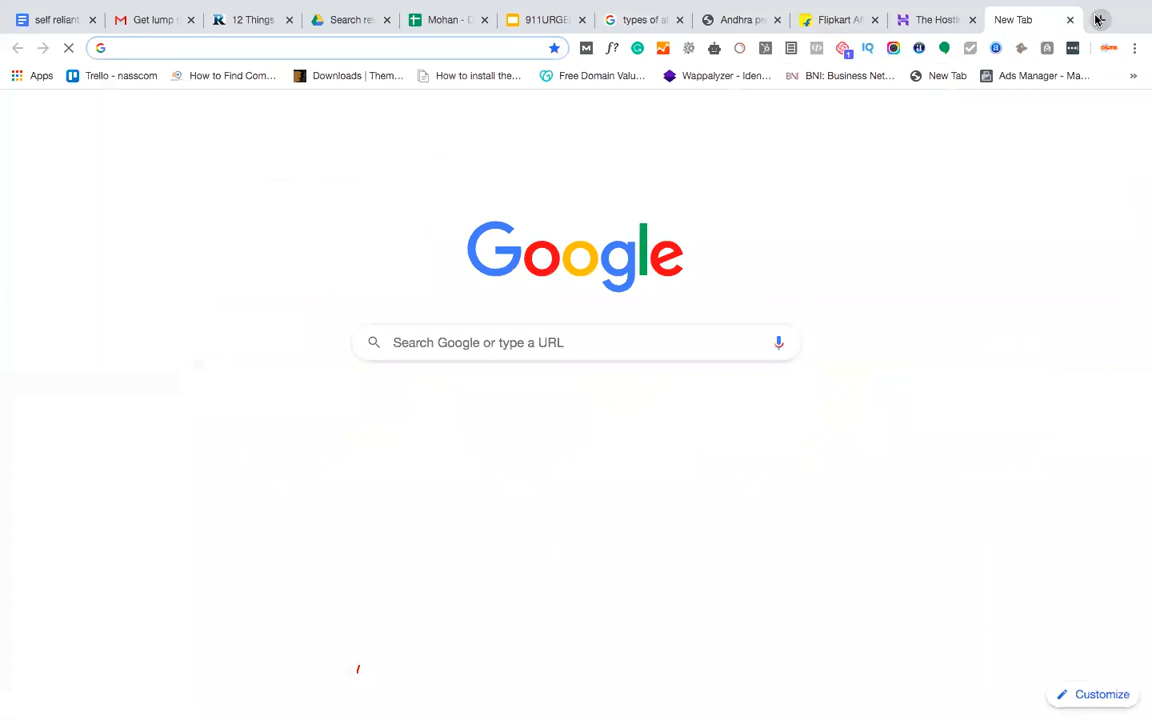 self reliant
Get lump s
12 Things
Search re
Mohan - D
911URGE
types of a
Andhra p
Flipkart Af
The Hosti
New Tab
Apps
Trello - nasscom
How to Find Com...
Downloads | Them...
How to install the...
Free Domain Valu...
Wappalyzer - Iden...
BNI: Business Net...
New Tab
Ads Manager - Ma...
»
Google
Search Google or type a URL
Customize